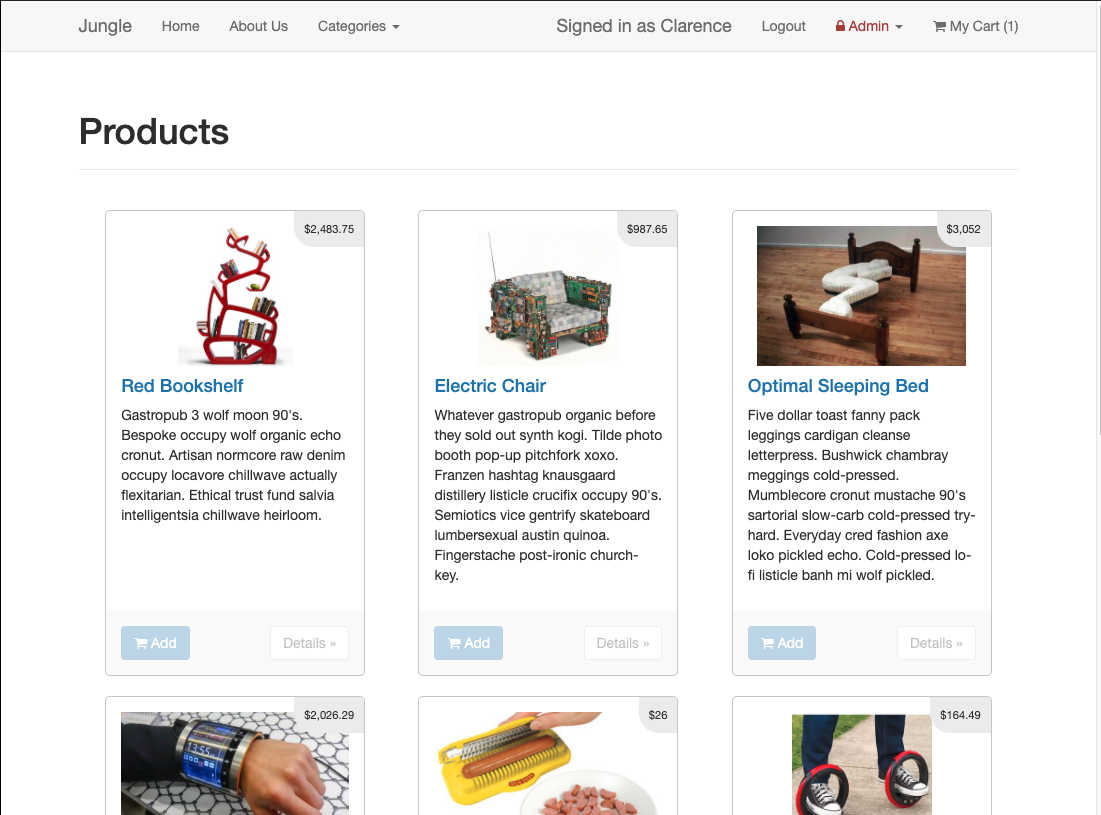 Jungle Home About Us Categories Signed in as Clarence Logout Admin My Cart (1)
Products
$2,483.75
Red Bookshelf
Gastropub 3 wolf moon 90's.
Bespoke occupy wolf organic echo
cronut. Artisan normcore raw denim
occupy locavore chillwave actually
flexitarian. Ethical trust fund salvia
intelligentsia chillwave heirloom.
Add Details »
$987.65
Electric Chair
Whatever gastropub organic before
they sold out synth kogi. Tilde photo
booth pop-up pitchfork xoxo.
Franzen hashtag knausgaard
distillery listicle crucifix occupy 90's.
Semiotics vice gentrify skateboard
lumbersexual austin quinoa.
Fingerstache post-ironic church-
key.
Add Details »
$3,052
Optimal Sleeping Bed
Five dollar toast fanny pack
leggings cardigan cleanse
letterpress. Bushwick chambray
meggings cold-pressed.
Mumblecore cronut mustache 90's
sartorial slow-carb cold-pressed try-
hard. Everyday cred fashion axe
loko pickled echo. Cold-pressed lo-
fi listicle banh mi wolf pickled.
Add Details »
$2,026.29
13:55
$26
$164.49